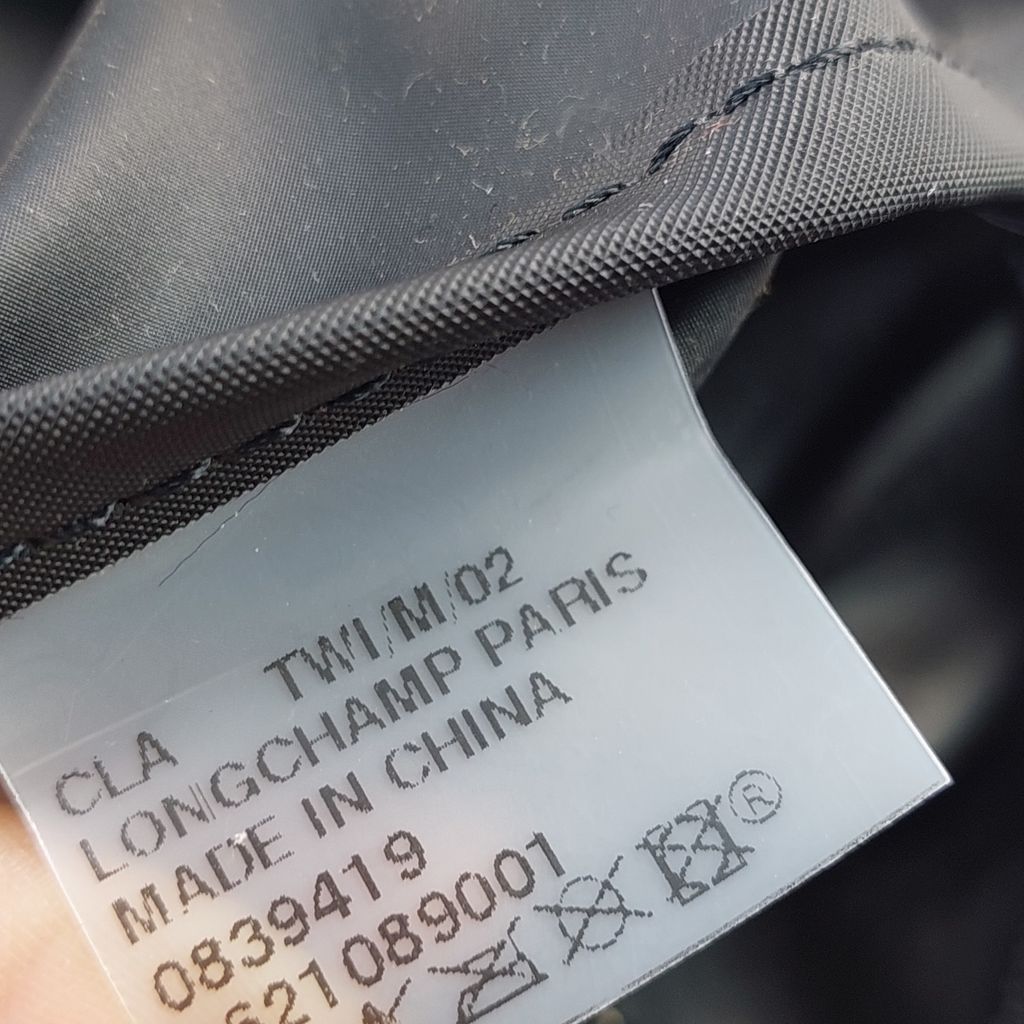 CLA TWI/M/02
LONGCHAMP PARIS
MADE IN CHINA
0839419
621089001
®